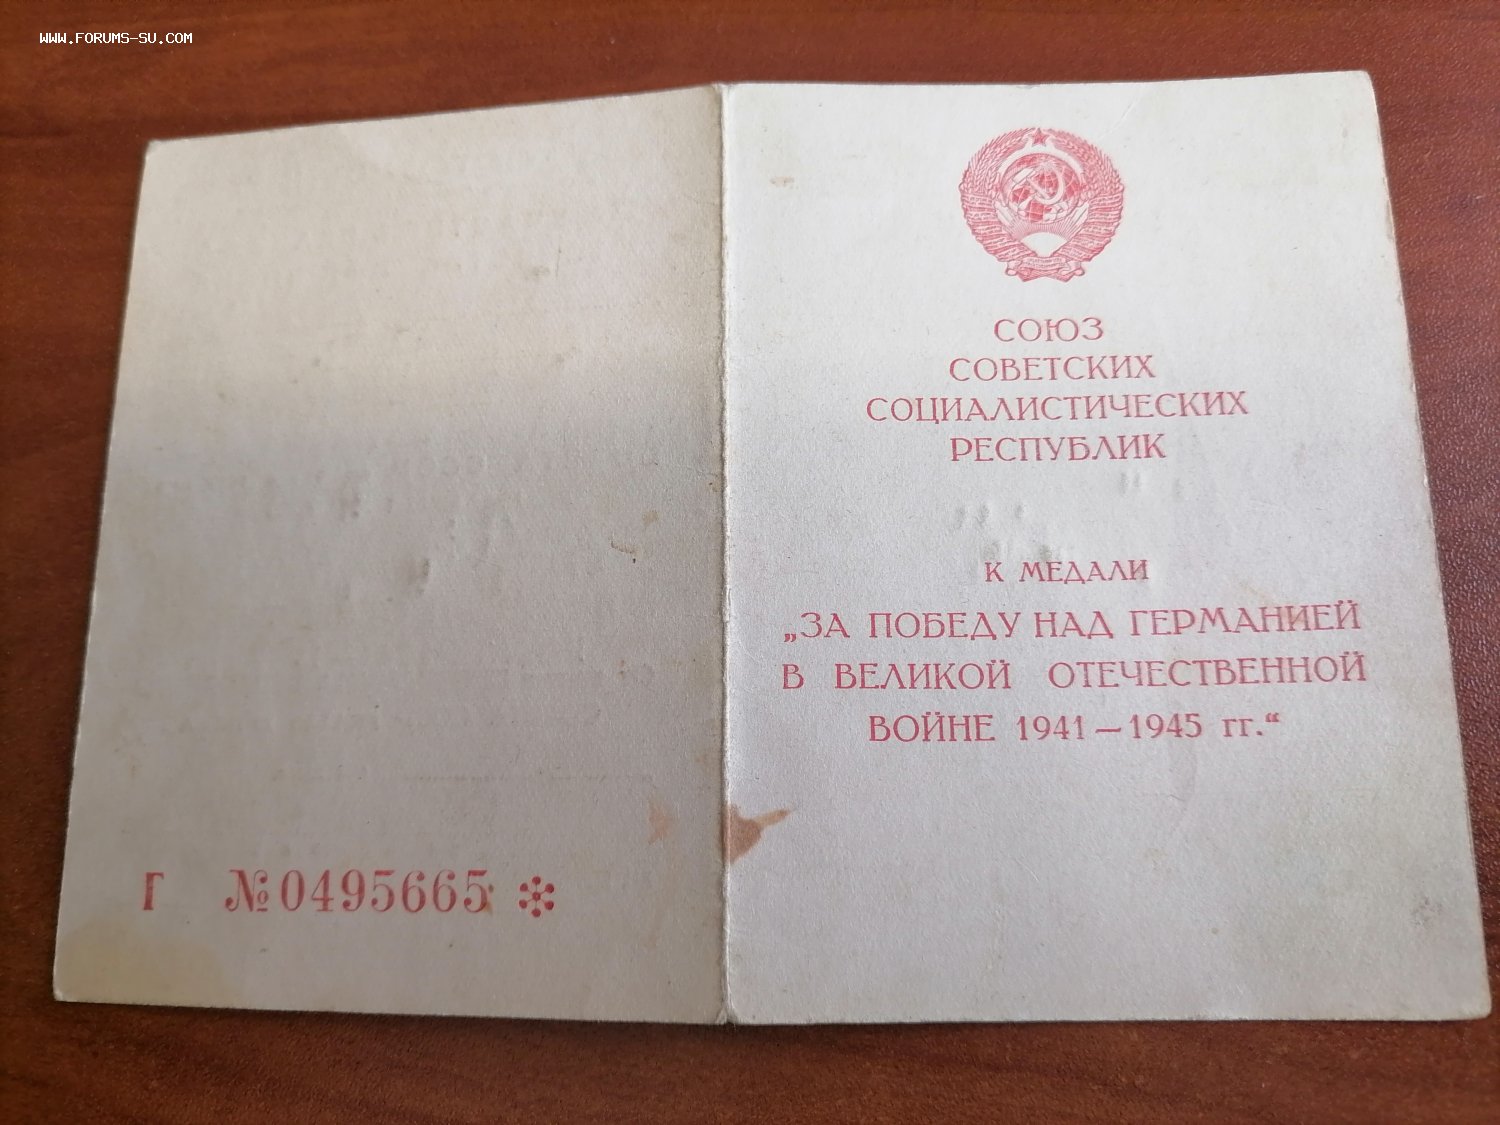 WWW.FORUMS-SU.COM
СОЮЗ
СОВЕТСКИХ
СОЦИАЛИСТИЧЕСКИХ
РЕСПУБЛИК
К МЕДАЛИ
„ЗА ПОБЕДУ НАД ГЕРМАНИЕЙ
В ВЕЛИКОЙ ОТЕЧЕСТВЕННОЙ
ВОЙНЕ 1941—1945 гг.“
Г №0495665